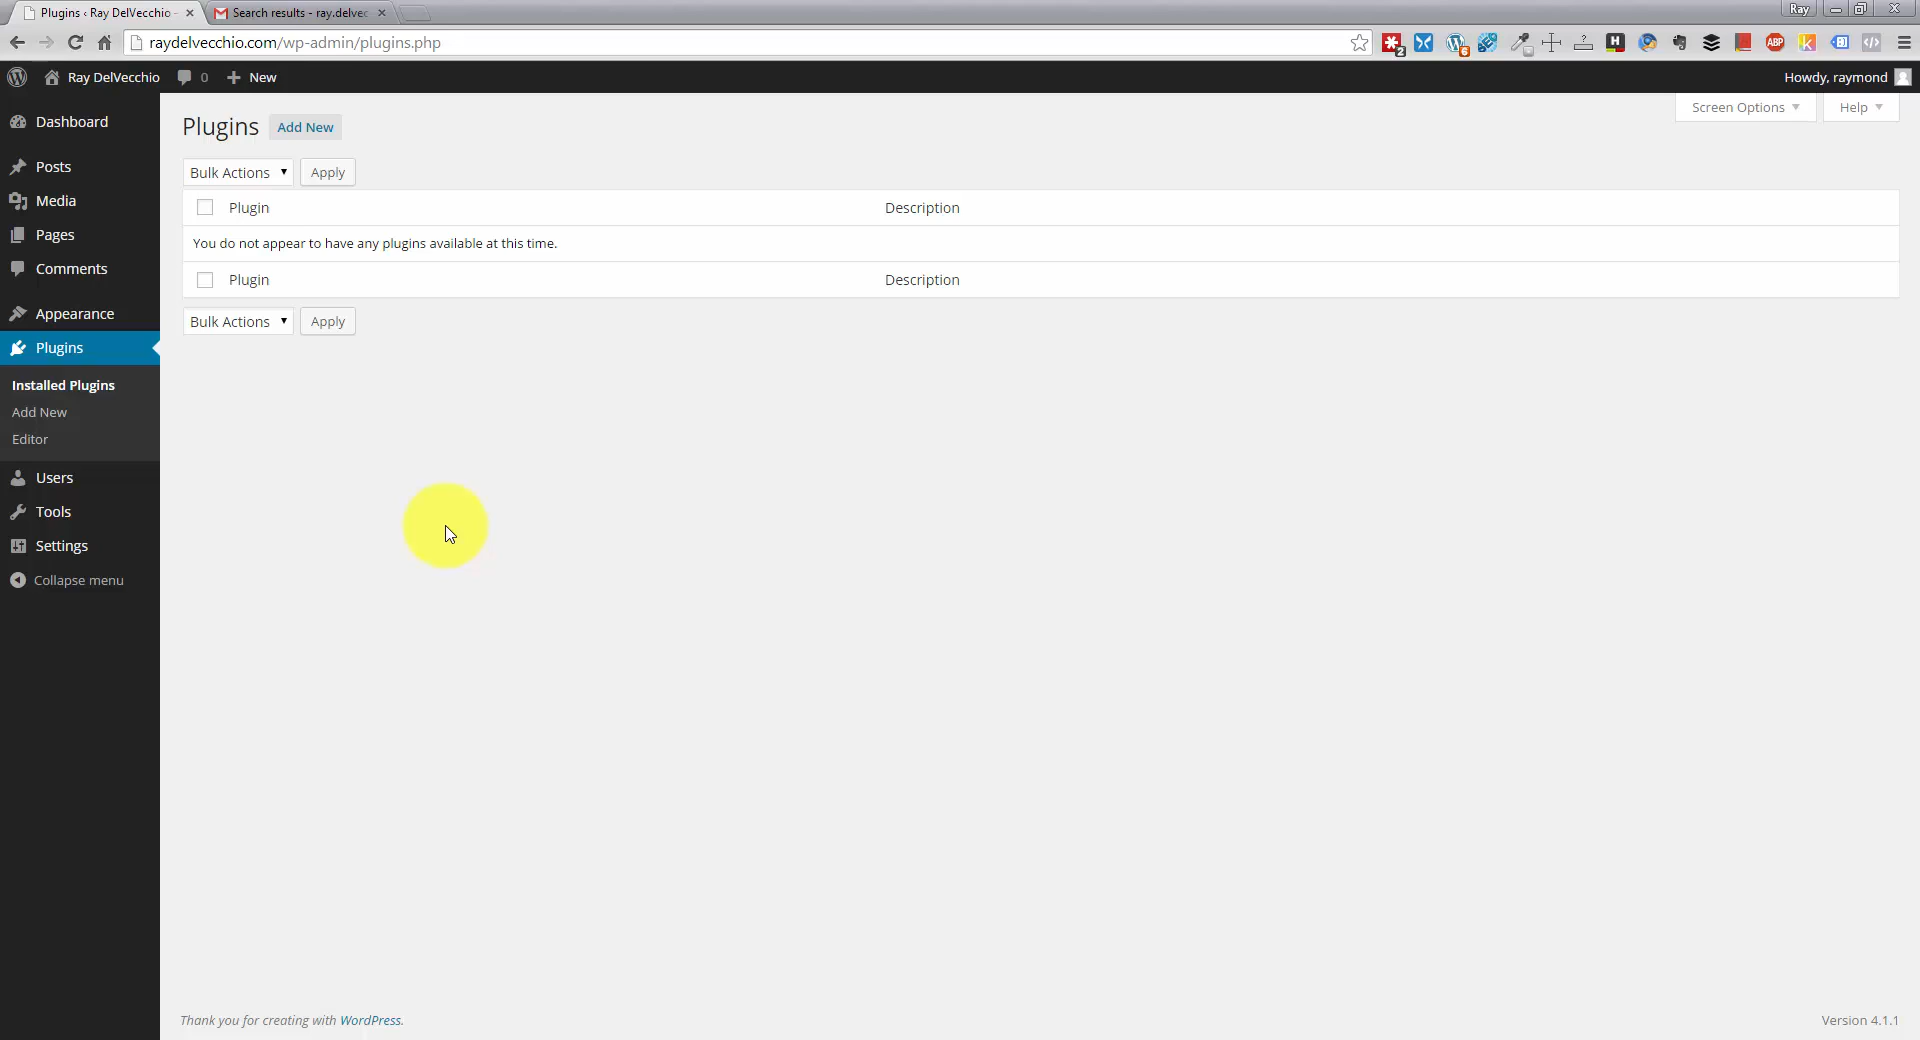 Plugins ‹ Ray DelVecchio
Search results - ray.delvec
Ray
raydelvecchio.com/wp-admin/plugins.php
2
6
?
H
ABP
k
Ray DelVecchio
0
New
Howdy, raymond
Dashboard
Posts
Media
Pages
Comments
Appearance
Plugins
Installed Plugins
Add New
Editor
Users
Tools
Settings
Collapse menu
Screen Options
Help
Plugins
Add New
Bulk Actions
Apply
Plugin
Description
You do not appear to have any plugins available at this time.
Plugin
Description
Bulk Actions
Apply
Thank you for creating with WordPress.
Version 4.1.1